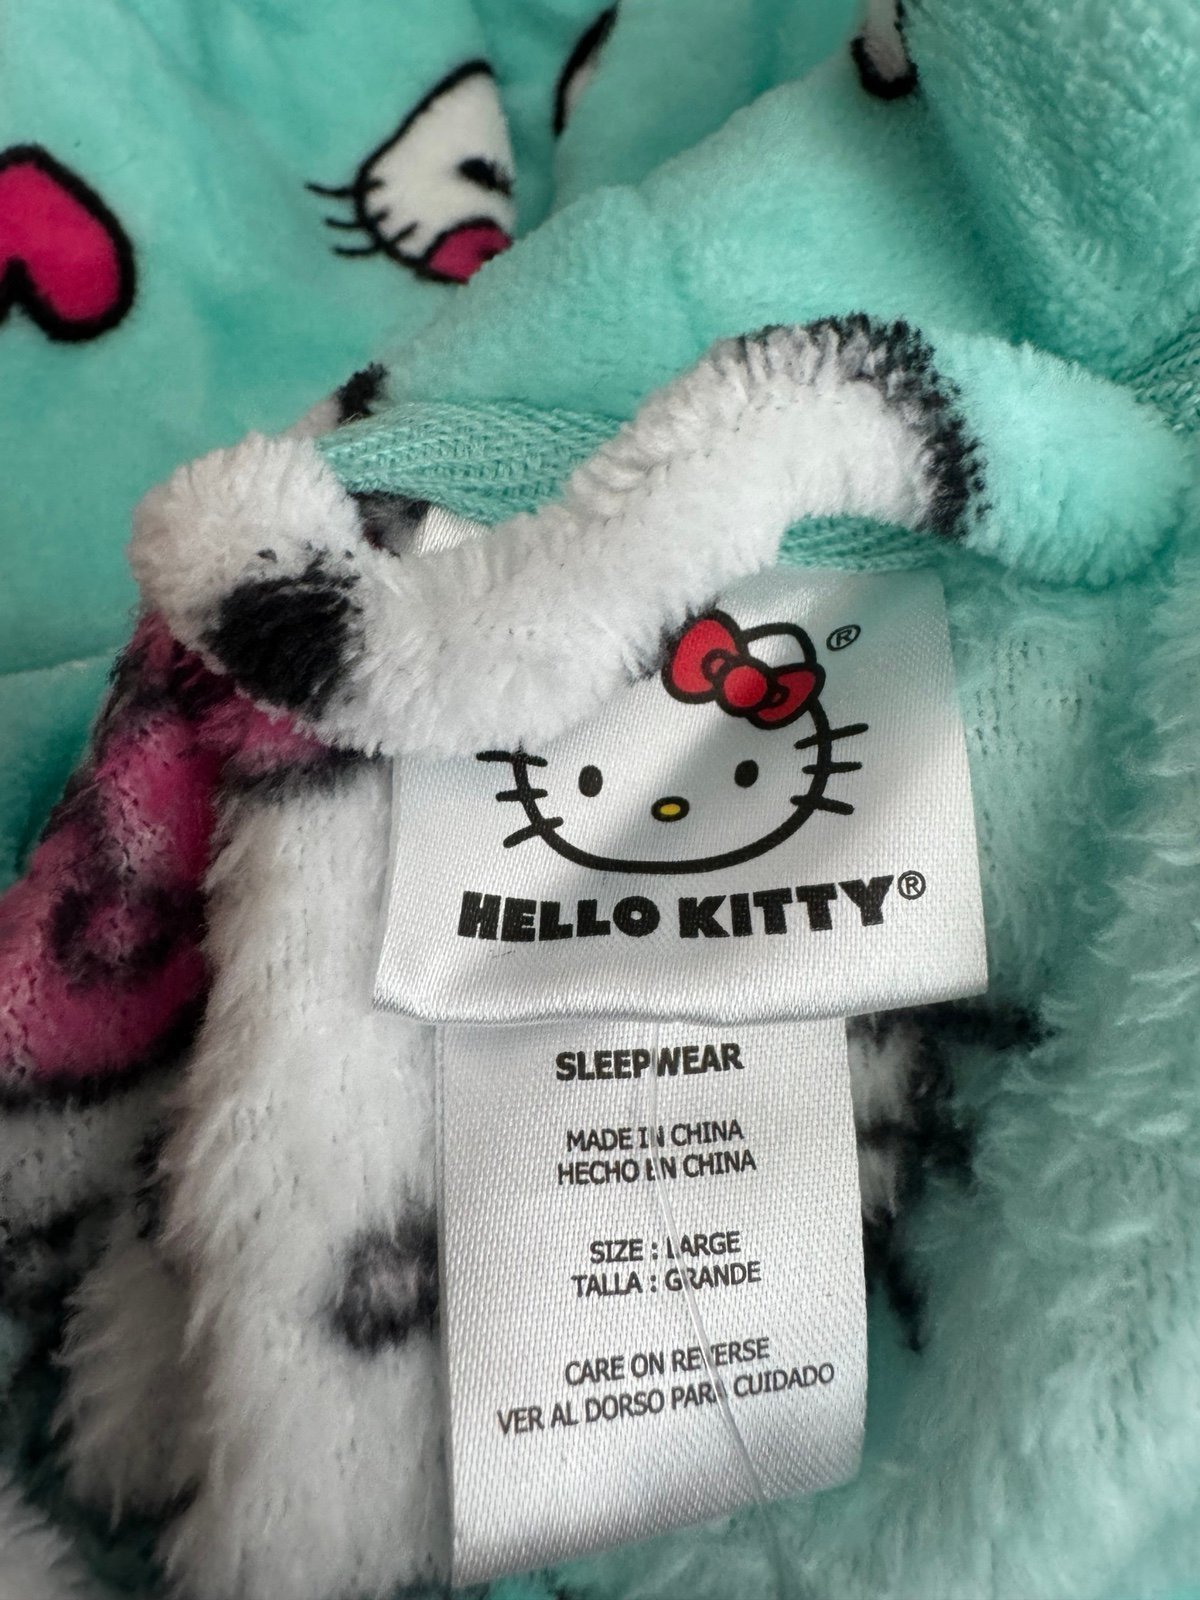 ®
HELLO KITTY®
SLEEPWEAR
MADE IN CHINA
HECHO EN CHINA
SIZE : LARGE
TALLA : GRANDE
CARE ON REVERSE
VER AL DORSO PARA CUIDADO